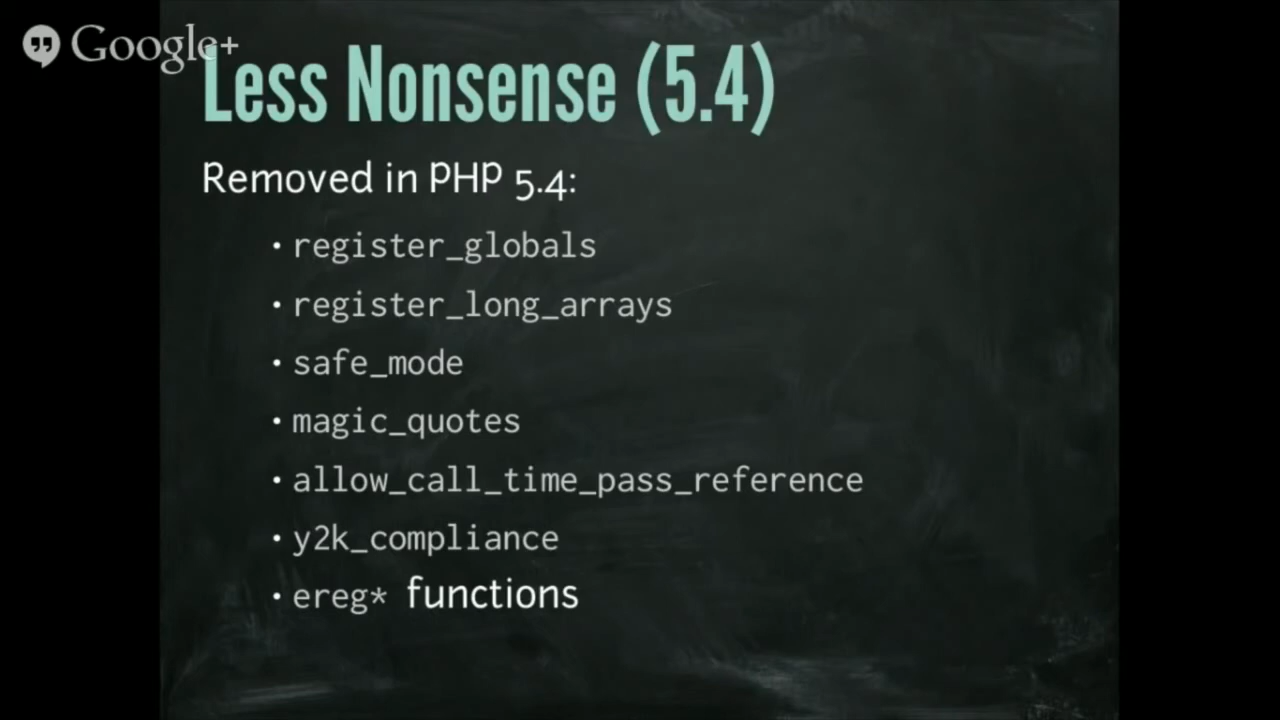 Google+
Less Nonsense (5.4)
Removed in PHP 5.4:
• register_globals
• register_long_arrays
• safe_mode
• magic_quotes
• allow_call_time_pass_reference
• y2k_compliance
• ereg* functions